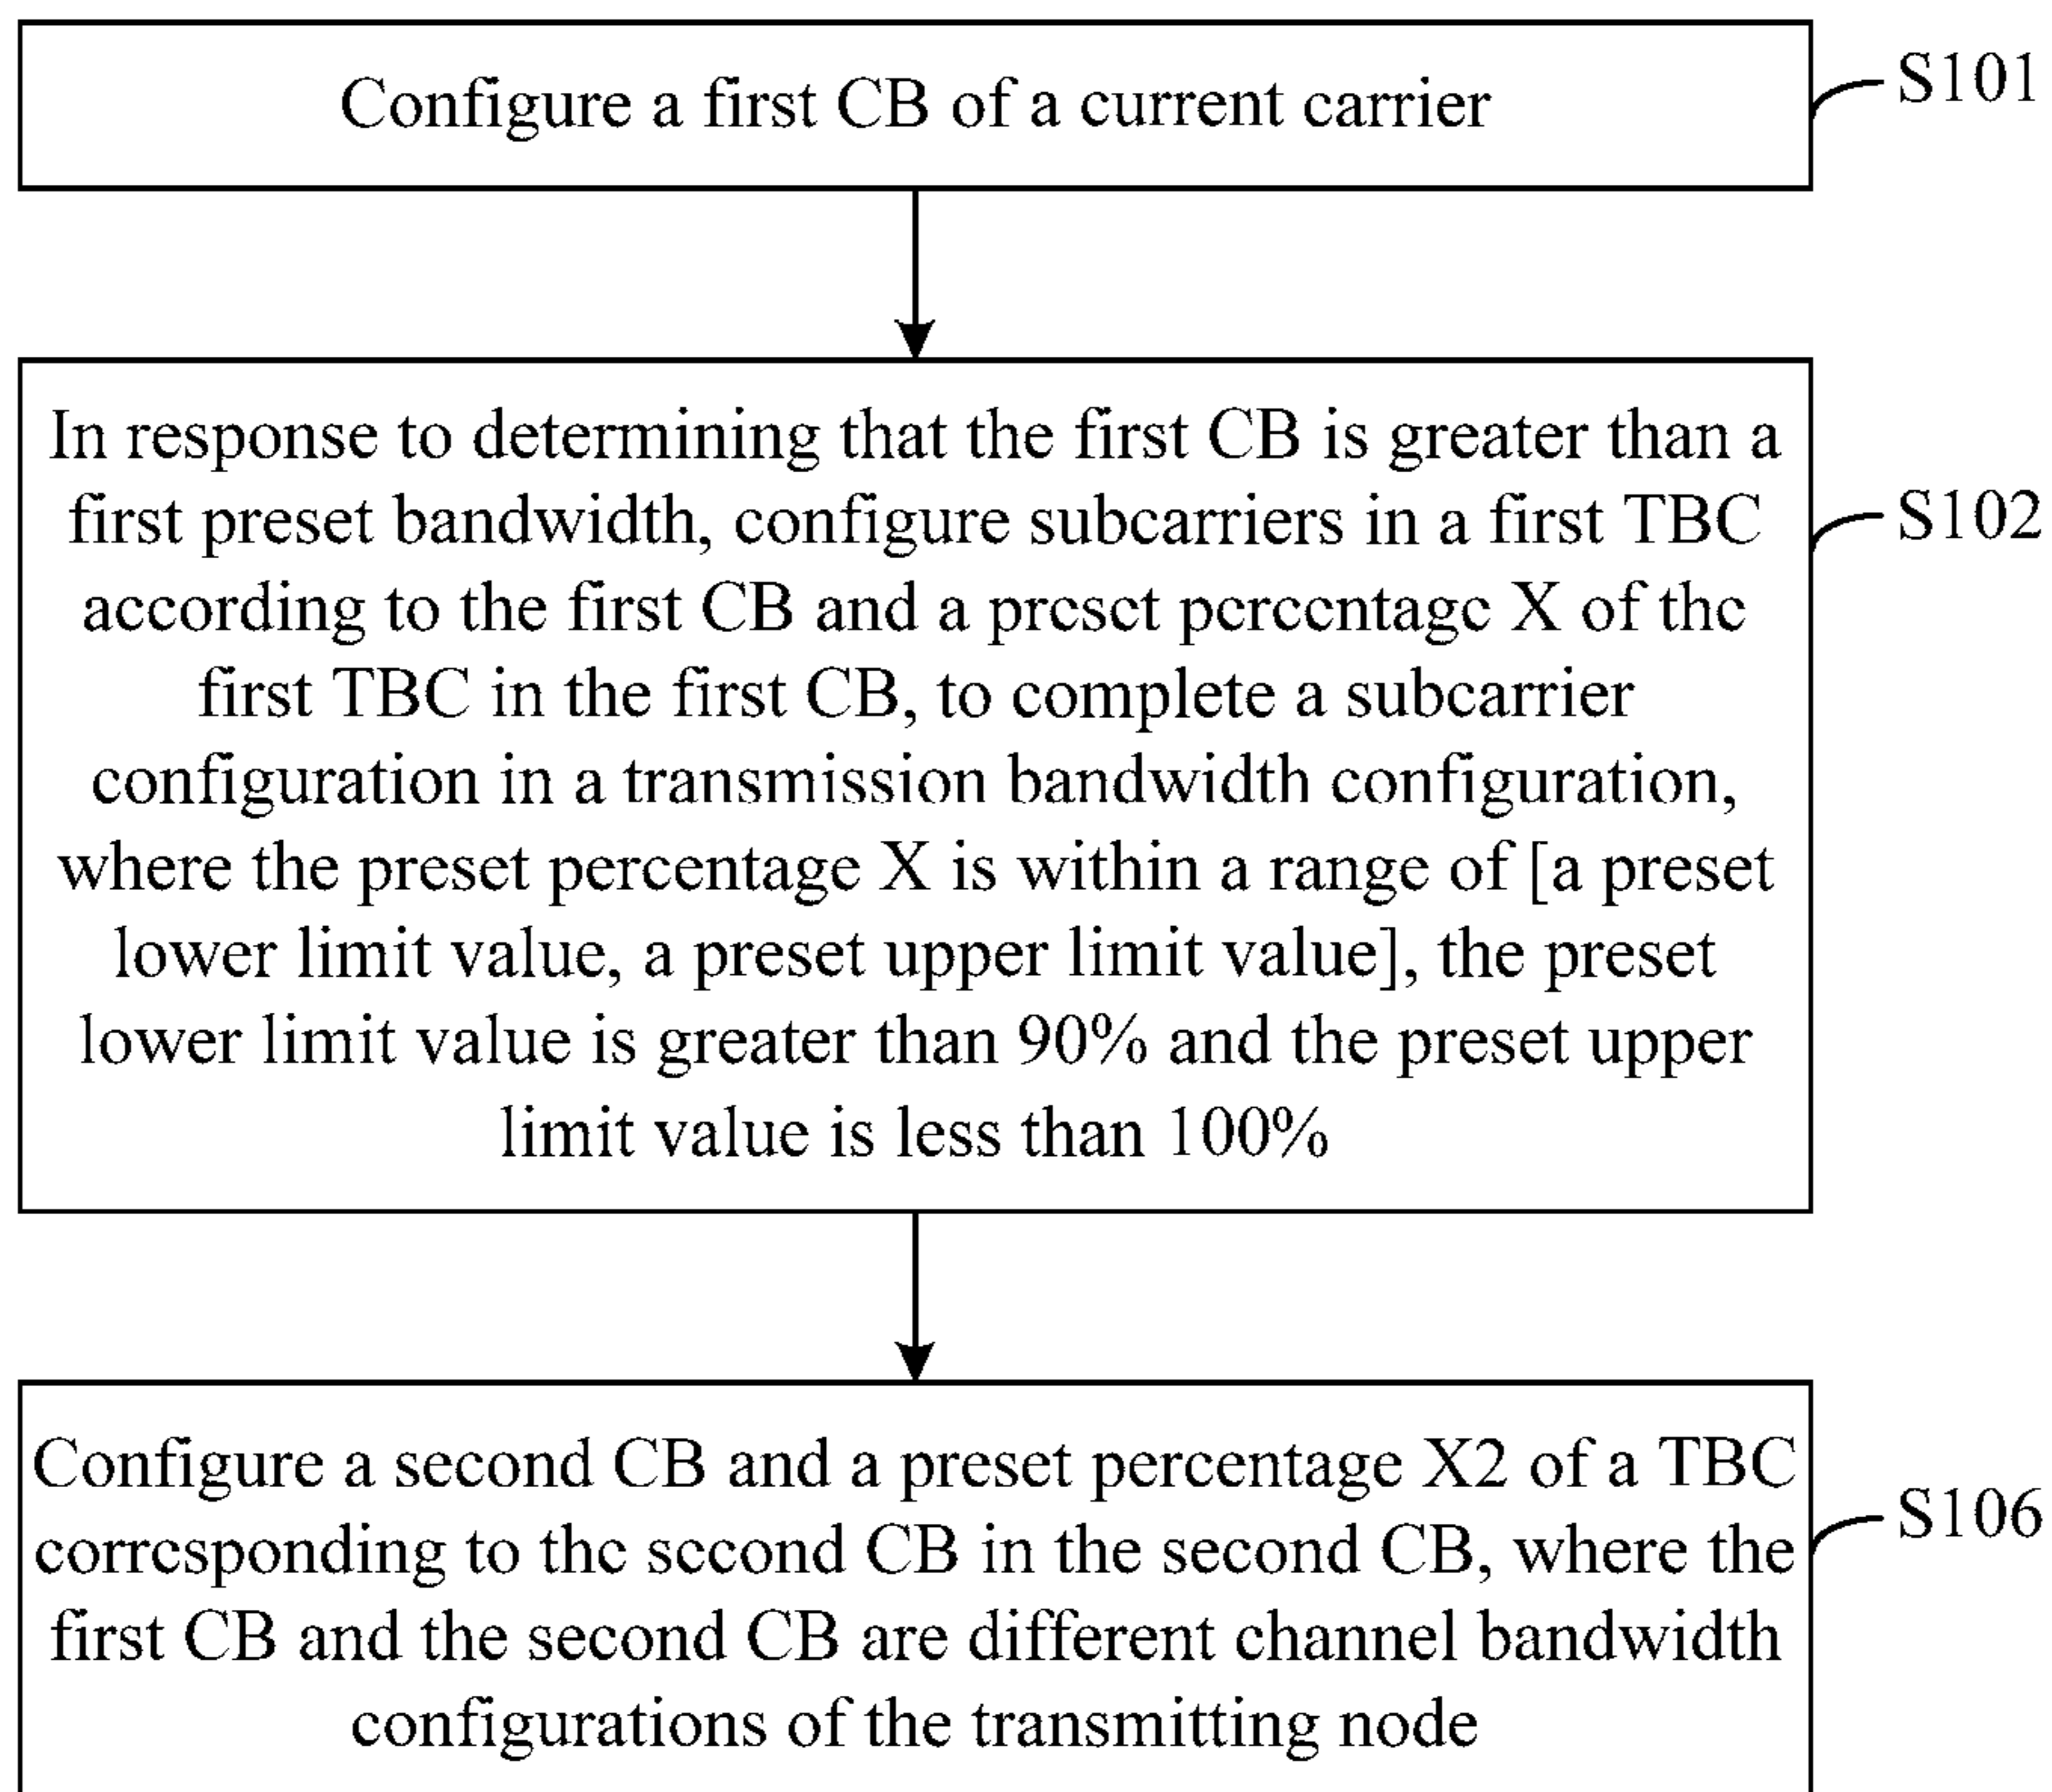 Configure a first CB of a current carrier
S101
In response to determining that the first CB is greater than a
first preset bandwidth, configure subcarriers in a first TBC
according to the first CB and a preset percentage X of the
first TBC in the first CB, to complete a subcarrier
configuration in a transmission bandwidth configuration,
where the preset percentage X is within a range of [a preset
lower limit value, a preset upper limit value], the preset
lower limit value is greater than 90% and the preset upper
limit value is less than 100%
S102
Configure a second CB and a preset percentage X2 of a TBC
corresponding to the second CB in the second CB, where the
first CB and the second CB are different channel bandwidth
configurations of the transmitting node
S106